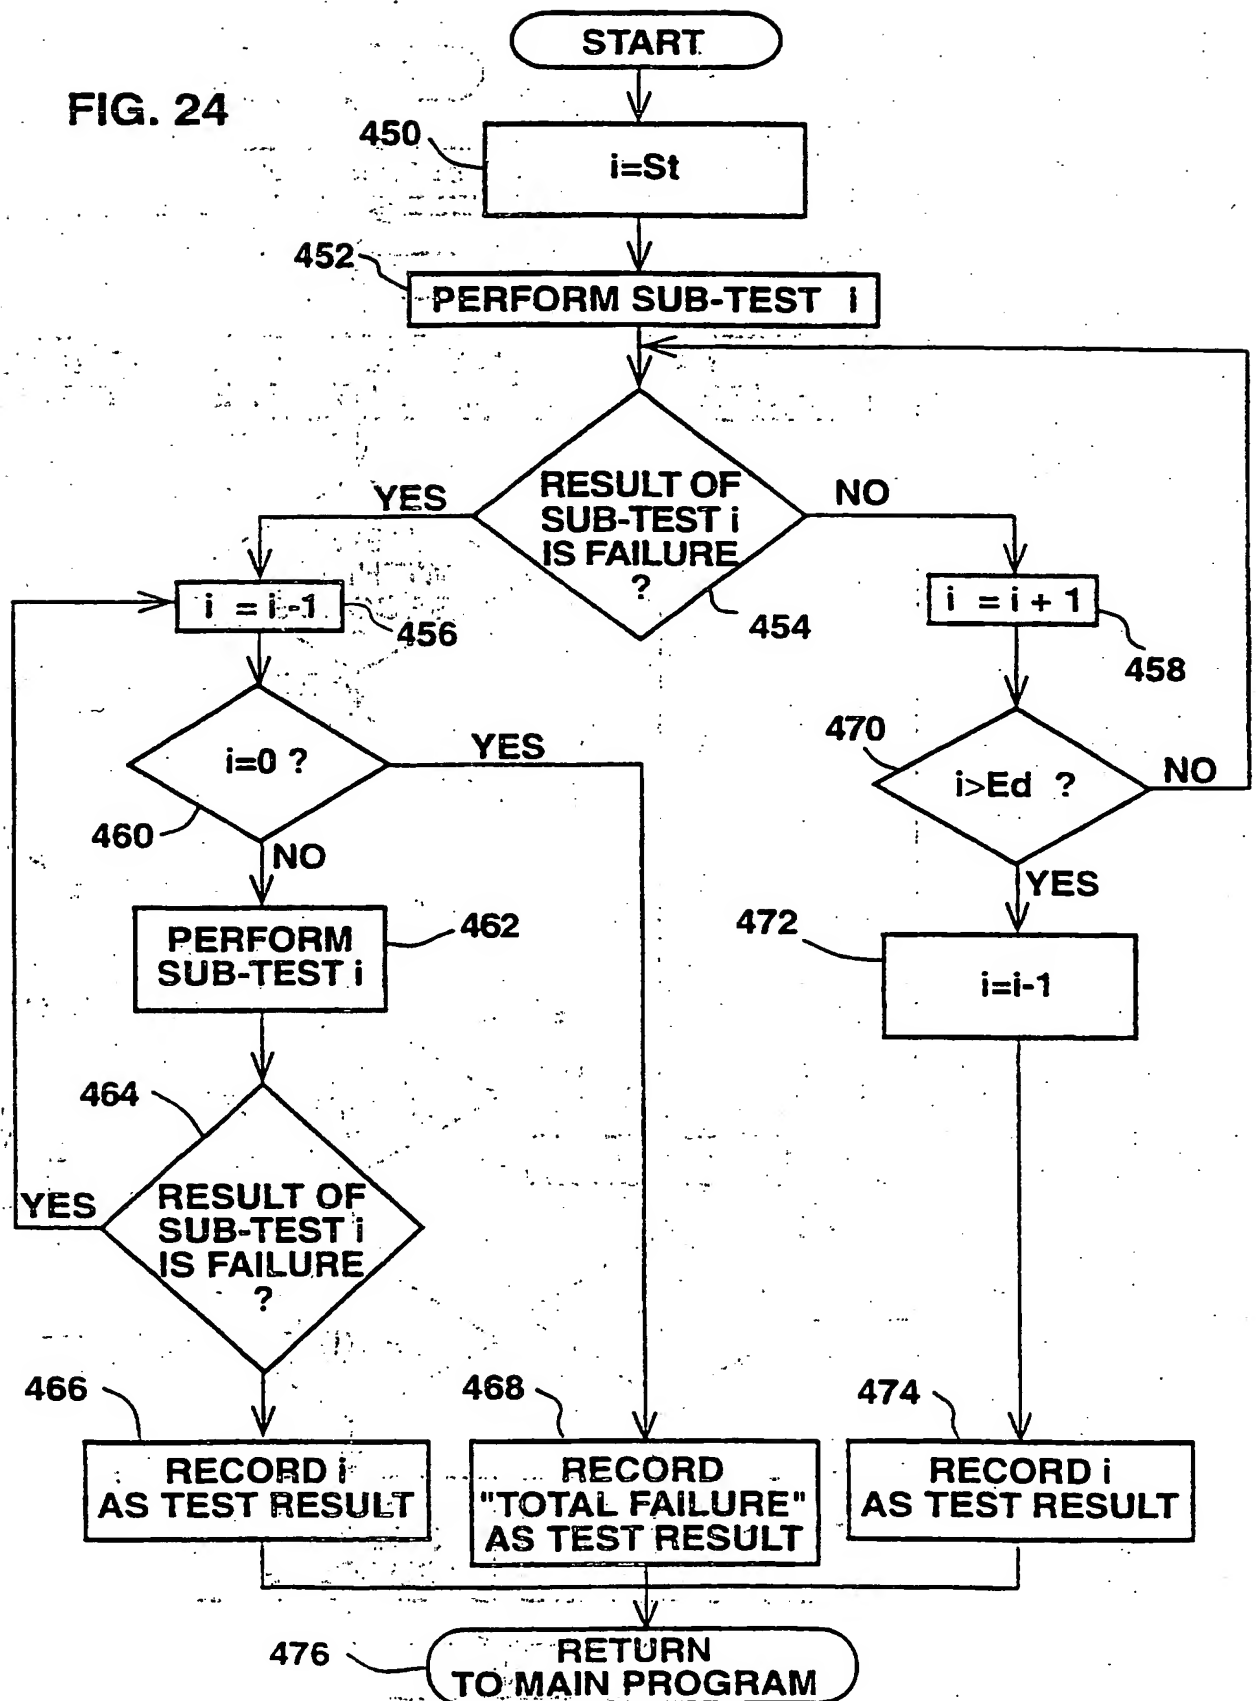 START
FIG. 24
450
i=St
452
PERFORM SUB-TEST i
YES
RESULT OF
SUB-TEST i
IS FAILURE
?
NO
454
i = i-1
456
i = i + 1
458
i=0 ?
YES
460
NO
470
i>Ed ?
NO
YES
PERFORM
SUB-TEST i
462
472
i=i-1
464
YES
RESULT OF
SUB-TEST i
IS FAILURE
?
466
RECORD i
AS TEST RESULT
468
RECORD
"TOTAL FAILURE"
AS TEST RESULT
474
RECORD i
AS TEST RESULT
476
RETURN
TO MAIN PROGRAM